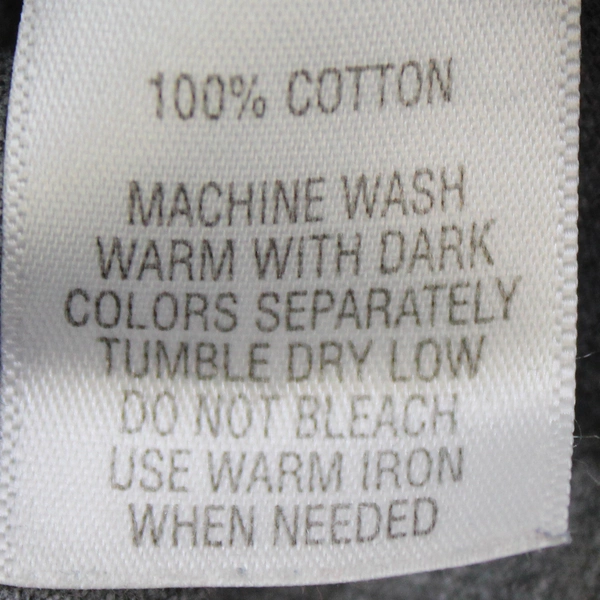 100% COTTON
MACHINE WASH
WARM WITH DARK
COLORS SEPARATELY
TUMBLE DRY LOW
DO NOT BLEACH
USE WARM IRON
WHEN NEEDED